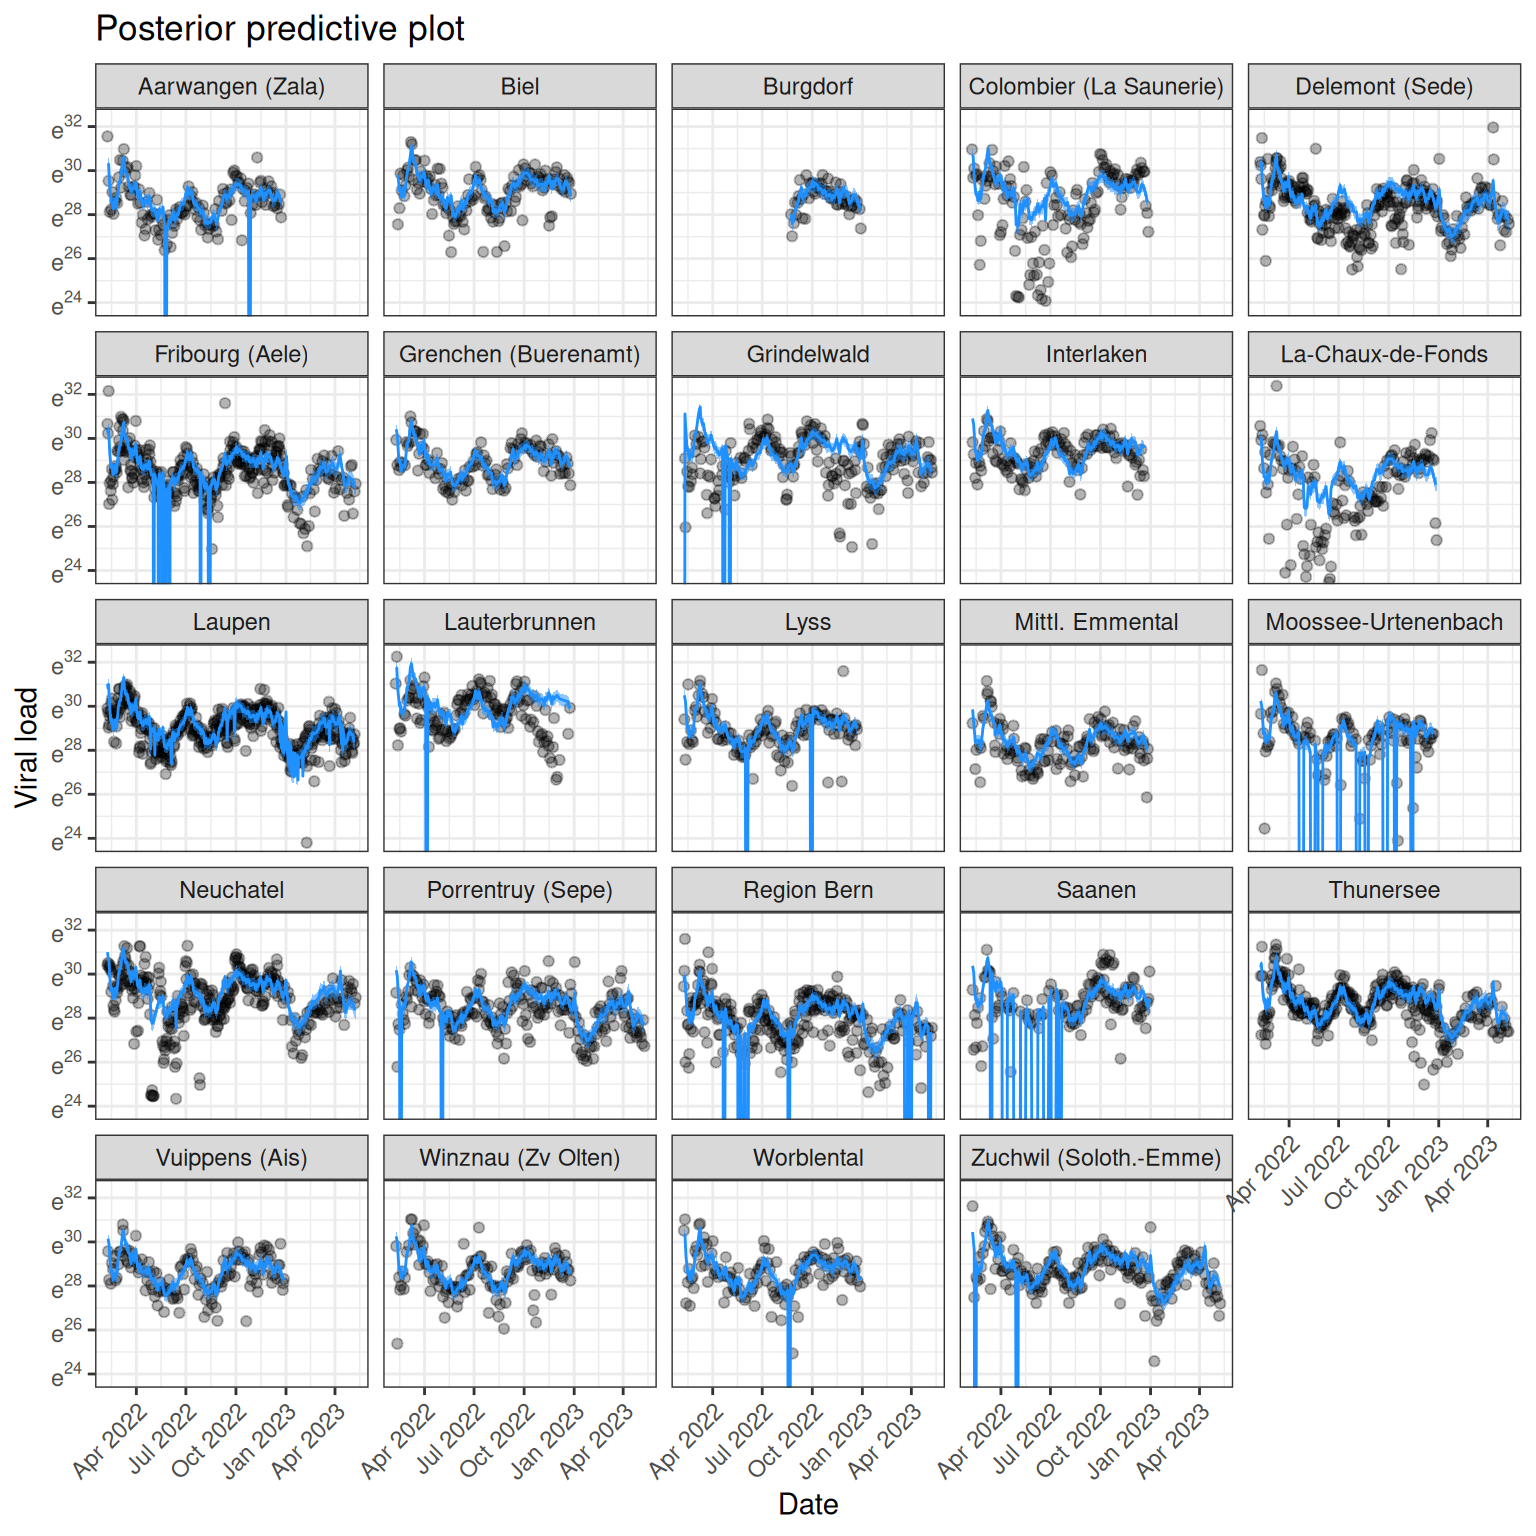 Posterior predictive plot
Aarwangen (Zala) Biel Burgdorf Colombier (La Saunerie) Delemont (Sede)
e32
e30
e28
e26
e24
Fribourg (Aele) Grenchen (Buerenamt) Grindelwald Interlaken La-Chaux-de-Fonds
e32
e30
e28
e26
e24
Laupen Lauterbrunnen Lyss Mittl. Emmental Moossee-Urtenenbach
e32
e30
e28
e26
e24
Viral load
Neuchatel Porrentruy (Sepe) Region Bern Saanen Thunersee
e32
e30
e28
e26
e24
Apr 2022 Jul 2022 Oct 2022 Jan 2023 Apr 2023
Vuippens (Ais) Winznau (Zv Olten) Worblental Zuchwil (Soloth.-Emme)
e32
e30
e28
e26
e24
Apr 2022 Jul 2022 Oct 2022 Jan 2023 Apr 2023 Apr 2022 Jul 2022 Oct 2022 Jan 2023 Apr 2023 Apr 2022 Jul 2022 Oct 2022 Jan 2023 Apr 2023 Apr 2022 Jul 2022 Oct 2022 Jan 2023 Apr 2023
Date